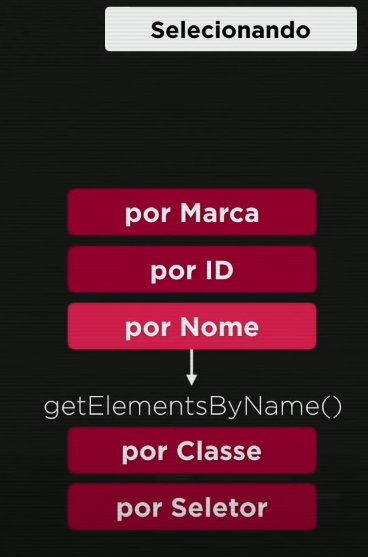 Selecionando
por Marca
por ID
por Nome
getElementsByName()
por Classe
por Seletor